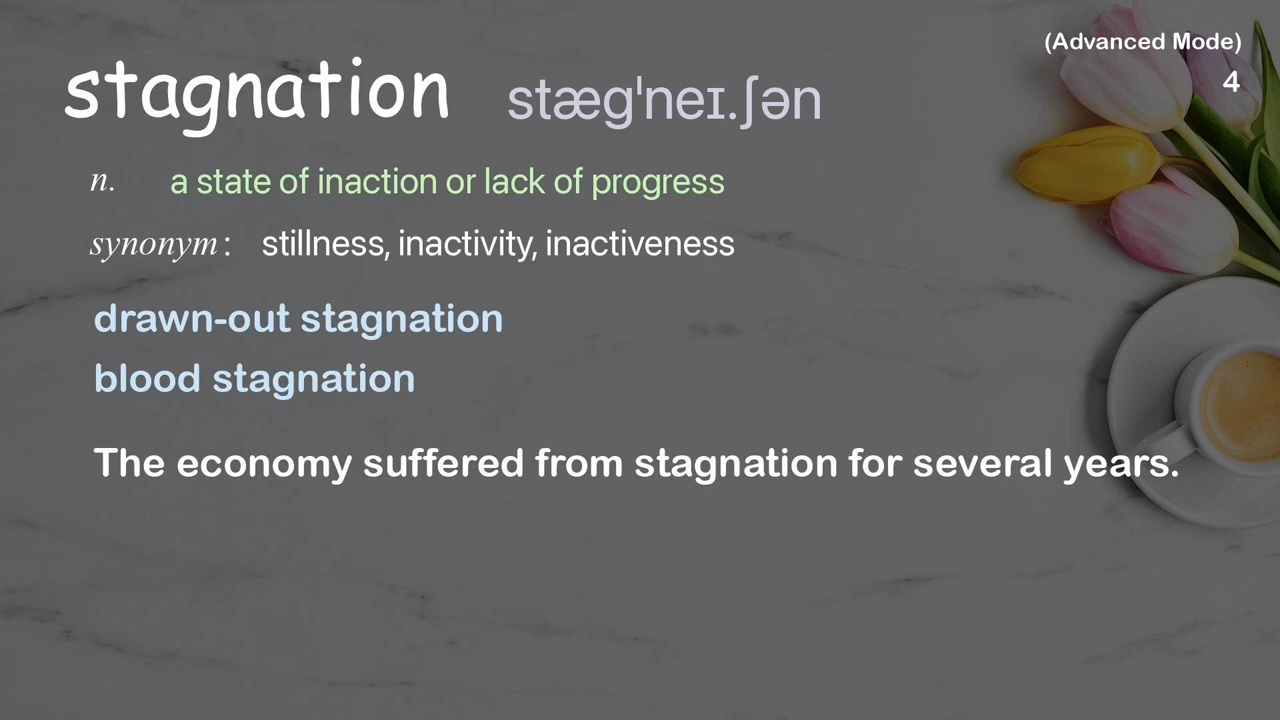 (Advanced Mode)
4
stagnation stæɡˈneɪ.ʃən
n. a state of inaction or lack of progress
synonym: stillness, inactivity, inactiveness
drawn-out stagnation
blood stagnation
The economy suffered from stagnation for several years.